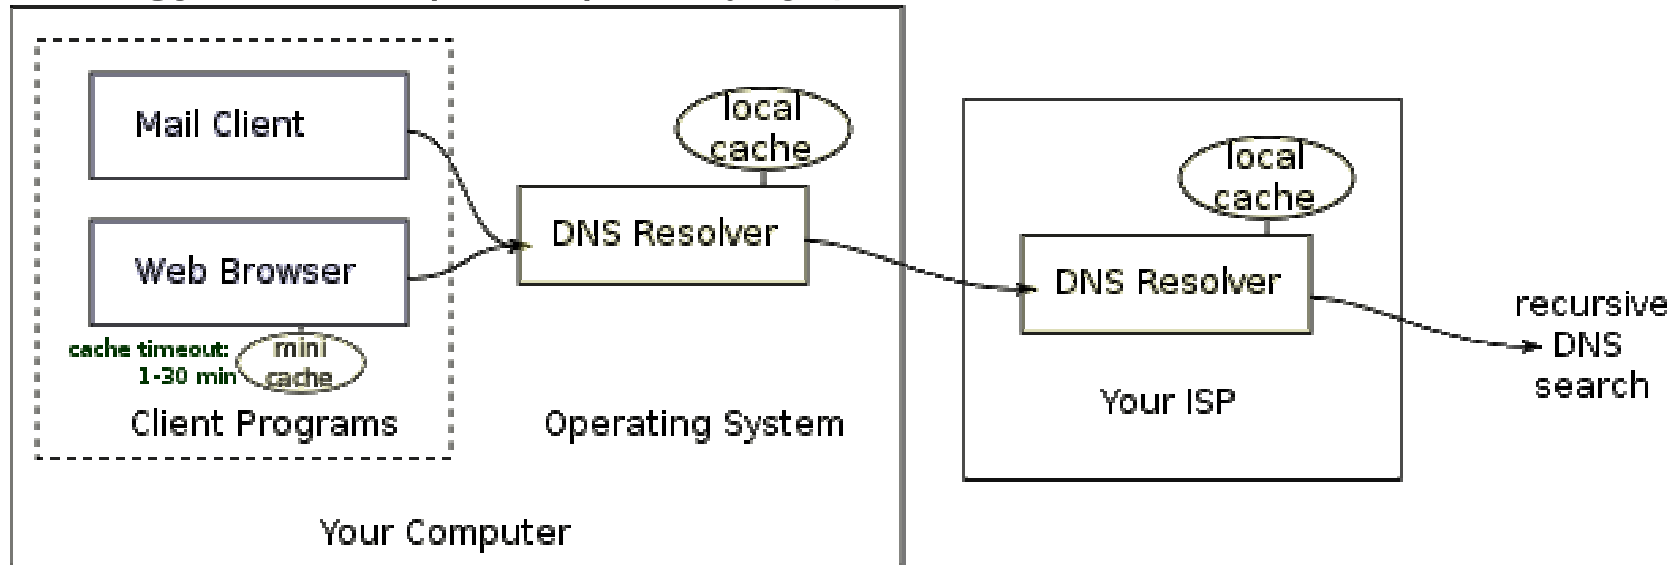 Mail Client
Web Browser
cache timeout:
1-30 min
mini
cache
Client Programs
local
cache
DNS Resolver
Operating System
Your Computer
local
cache
DNS Resolver
Your ISP
recursive
DNS
search